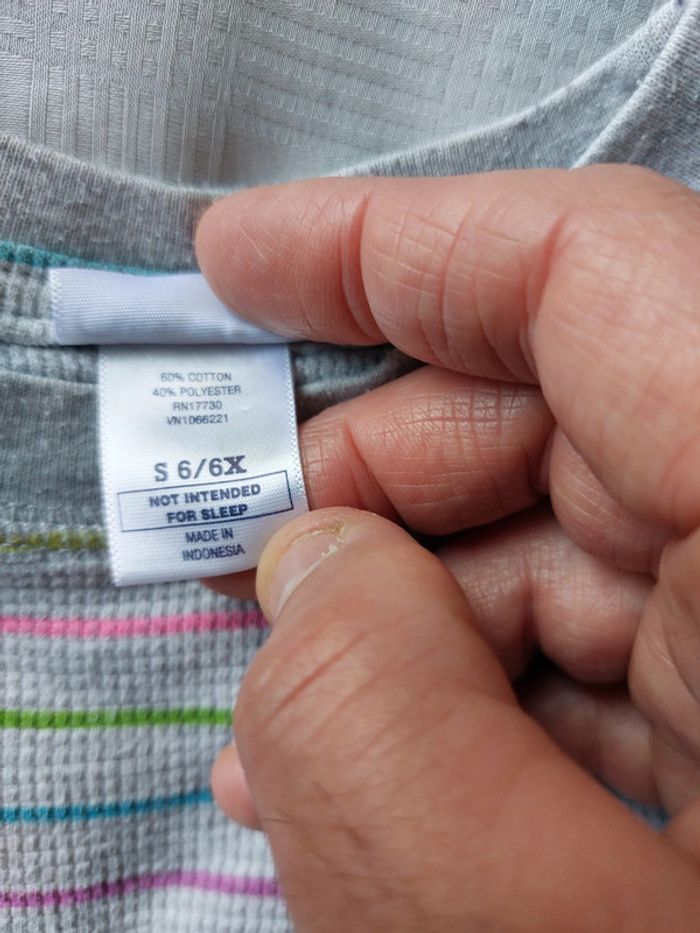 60% COTTON
40% POLYESTER
RN17730
VN1066221
S 6/6X
NOT INTENDED
FOR SLEEP
MADE IN
INDONESIA